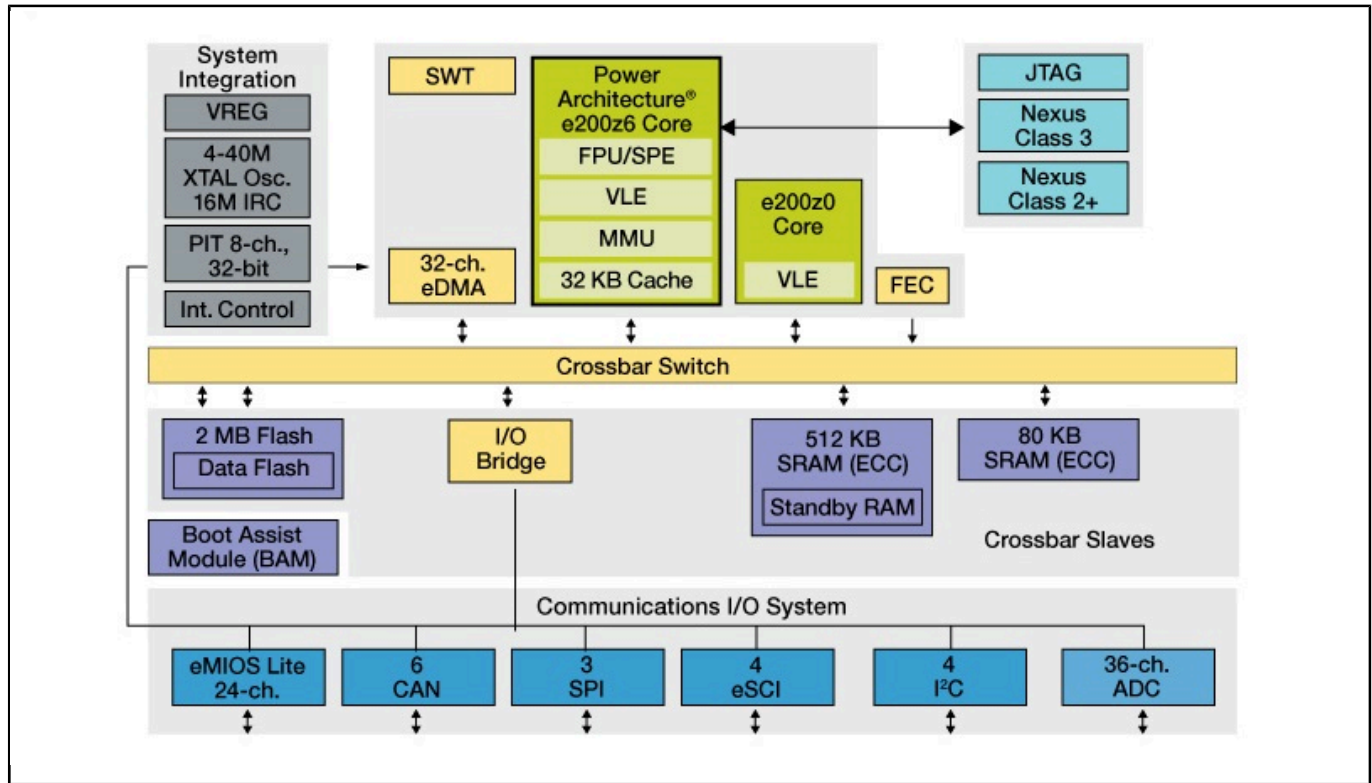 System
Integration
VREG
4-40M
XTAL Osc.
16M IRC
PIT 8-ch.,
32-bit
Int. Control
SWT
32-ch.
eDMA
Power
Architecture®
e200z6 Core
FPU/SPE
VLE
MMU
32 KB Cache
e200z0
Core
VLE
FEC
JTAG
Nexus
Class 3
Nexus
Class 2+
Crossbar Switch
2 MB Flash
Data Flash
Boot Assist
Module (BAM)
I/O
Bridge
512 KB
SRAM (ECC)
Standby RAM
80 KB
SRAM (ECC)
Crossbar Slaves
Communications I/O System
eMIOS Lite
24-ch.
6
CAN
3
SPI
4
eSCI
4
I²C
36-ch.
ADC